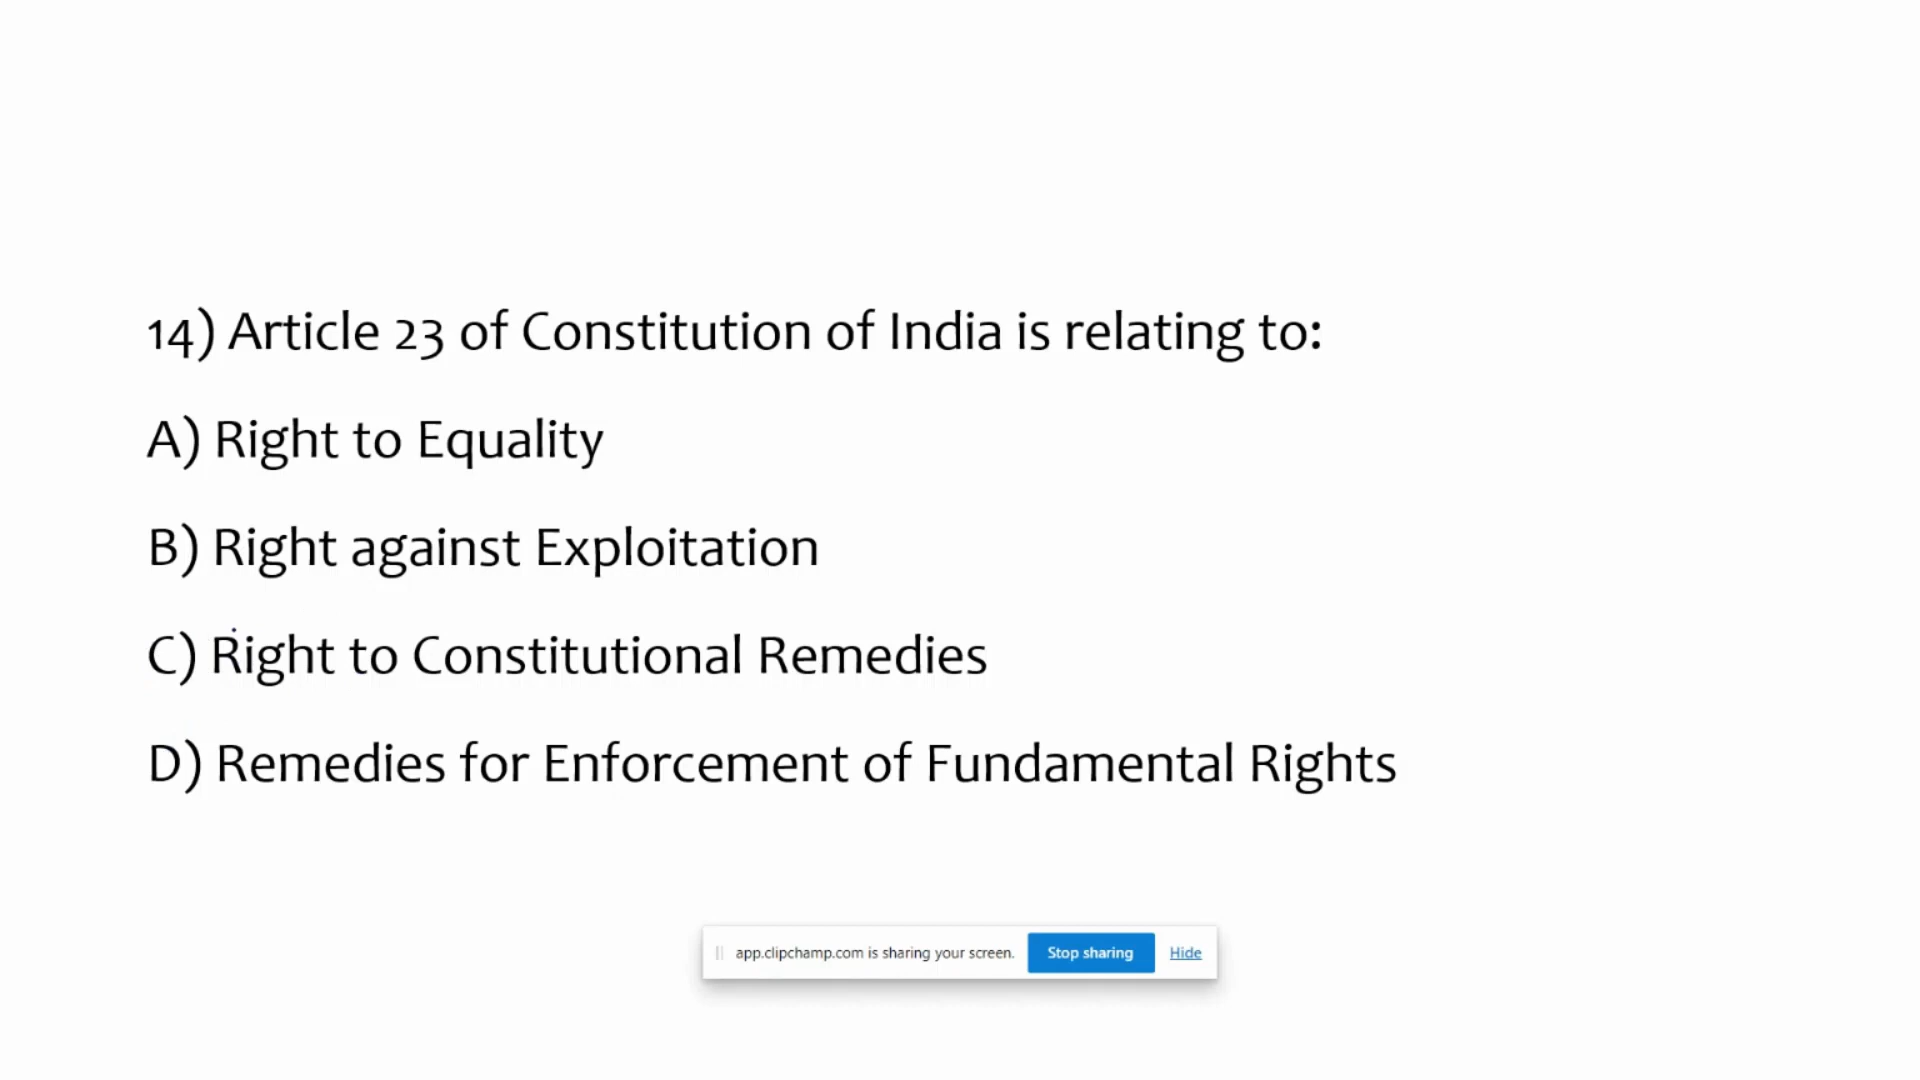 14) Article 23 of Constitution of India is relating to:
A) Right to Equality
B) Right against Exploitation
C) Right to Constitutional Remedies
D) Remedies for Enforcement of Fundamental Rights
app.clipchamp.com is sharing your screen. Stop sharing Hide